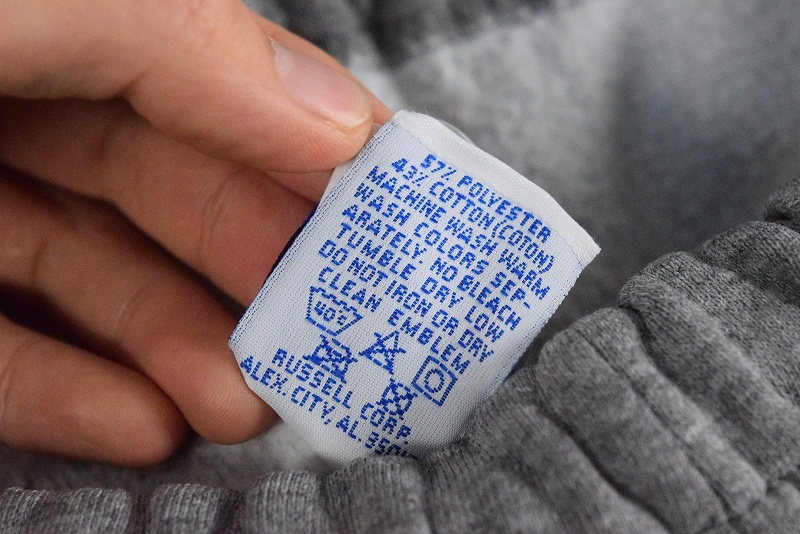 57% POLYESTER
43% COTTON(COTON)
MACHINE WASH WARM
WASH COLORS SEP-
ARATELY NO BLEACH
TUMBLE DRY LOW
DO NOT IRON OR DRY
CLEAN EMBLEM
40°
RUSSELL CORP.
ALEX. CITY, AL.